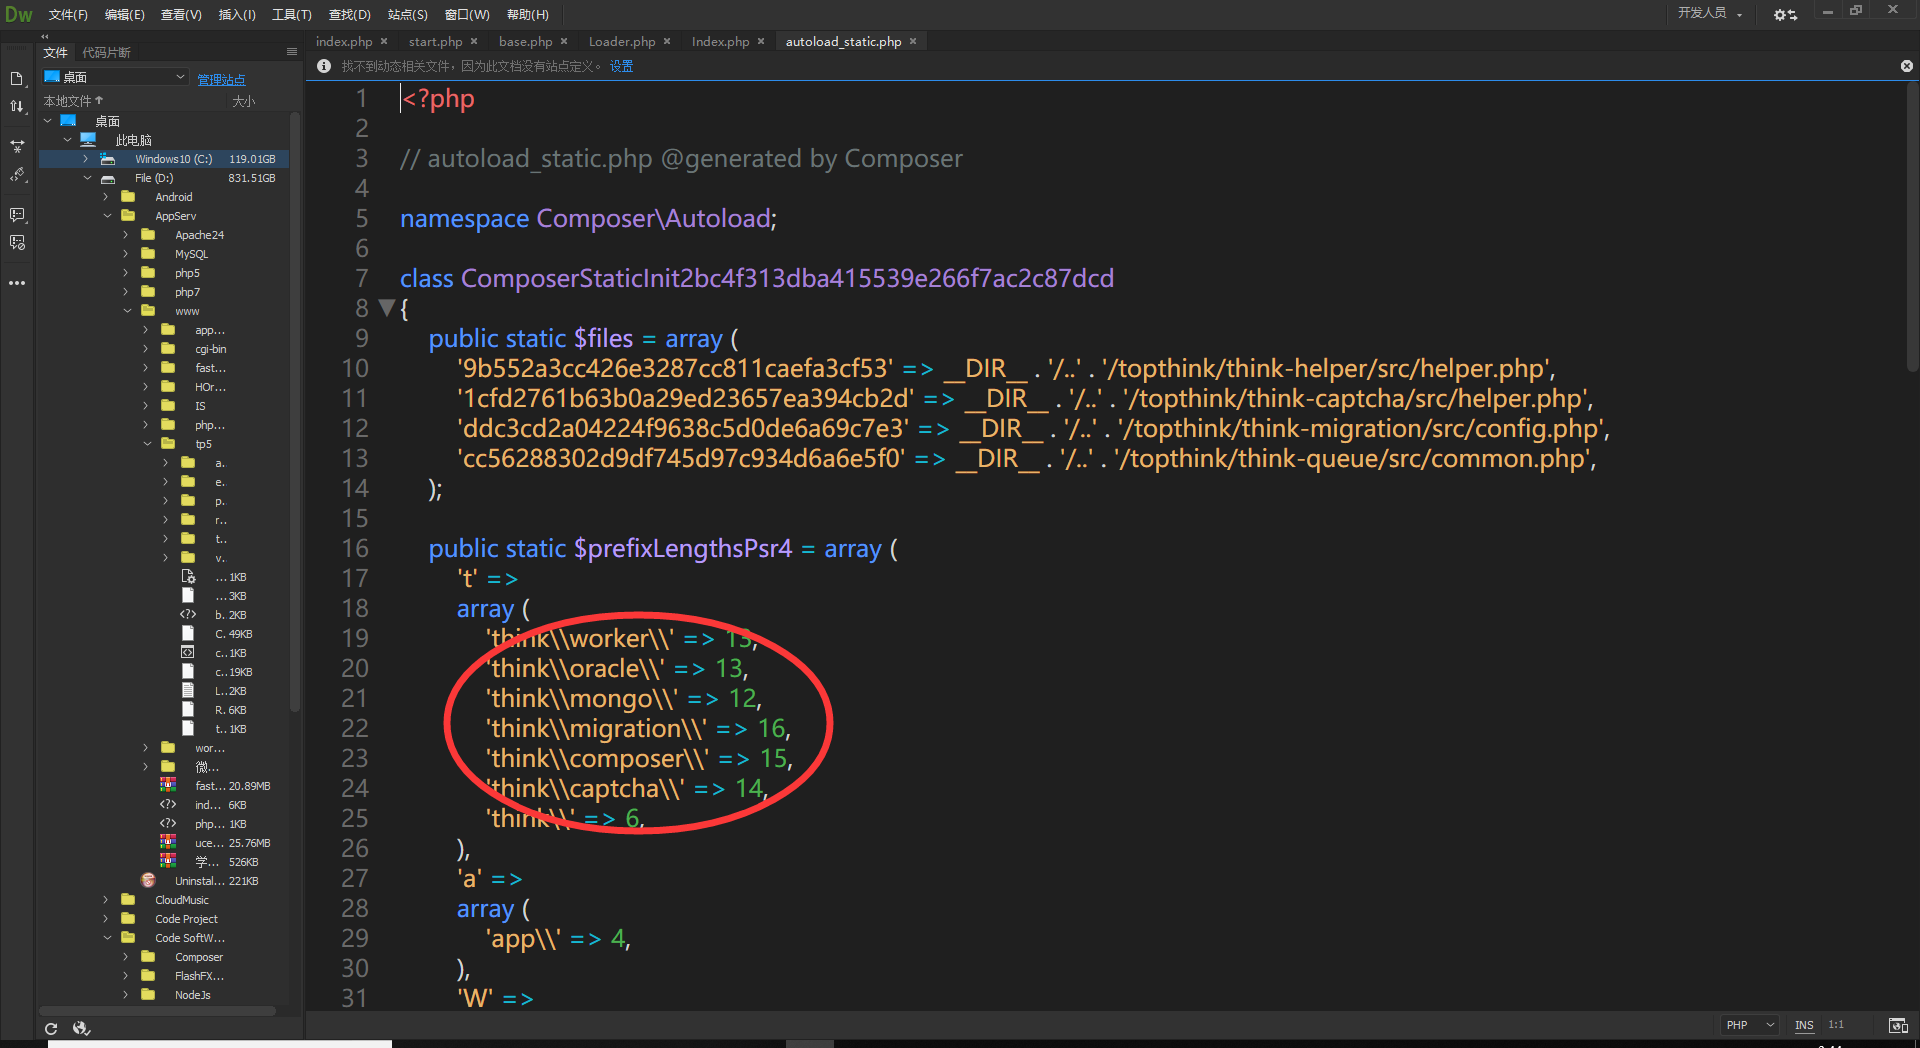 Dw 文件(F) 编辑(E) 查看(V) 插入(I) 工具(T) 查找(D) 站点(S) 窗口(W) 帮助(H) 开发人员
文件 代码片断
index.php × start.php × base.php × Loader.php × Index.php × autoload_static.php ×
找不到动态相关文件，因为此文档没有站点定义。 设置
桌面 管理站点
本地文件 大小
桌面
此电脑
Windows10 (C:) 119.01GB
File (D:) 831.51GB
Android
AppServ
Apache24
MySQL
php5
php7
www
app...
cgi-bin
fast...
HOr...
IS
php...
tp5
a..
e..
p..
r..
t..
v..
... 1KB
... 3KB
b.. 2KB
C.. 49KB
c... 1KB
c... 19KB
L... 2KB
R.. 6KB
t... 1KB
wor...
微...
fast... 20.89MB
ind... 6KB
php... 1KB
uce... 25.76MB
学... 526KB
Uninstal... 221KB
CloudMusic
Code Project
Code SoftW...
Composer
FlashFX...
NodeJs
1 <?php
2
3 // autoload_static.php @generated by Composer
4
5 namespace Composer\Autoload;
6
7 class ComposerStaticInit2bc4f313dba415539e266f7ac2c87dcd
8 {
9 public static $files = array (
10 '9b552a3cc426e3287cc811caefa3cf53' => __DIR__ . '/..' . '/topthink/think-helper/src/helper.php',
11 '1cfd2761b63b0a29ed23657ea394cb2d' => __DIR__ . '/..' . '/topthink/think-captcha/src/helper.php',
12 'ddc3cd2a04224f9638c5d0de6a69c7e3' => __DIR__ . '/..' . '/topthink/think-migration/src/config.php',
13 'cc56288302d9df745d97c934d6a6e5f0' => __DIR__ . '/..' . '/topthink/think-queue/src/common.php',
14 );
15
16 public static $prefixLengthsPsr4 = array (
17 't' =>
18 array (
19 'think\\worker\\' => 13,
20 'think\\oracle\\' => 13,
21 'think\\mongo\\' => 12,
22 'think\\migration\\' => 16,
23 'think\\composer\\' => 15,
24 'think\\captcha\\' => 14,
25 'think\\' => 6,
26 ),
27 'a' =>
28 array (
29 'app\\' => 4,
30 ),
31 'W' =>
PHP INS 1:1